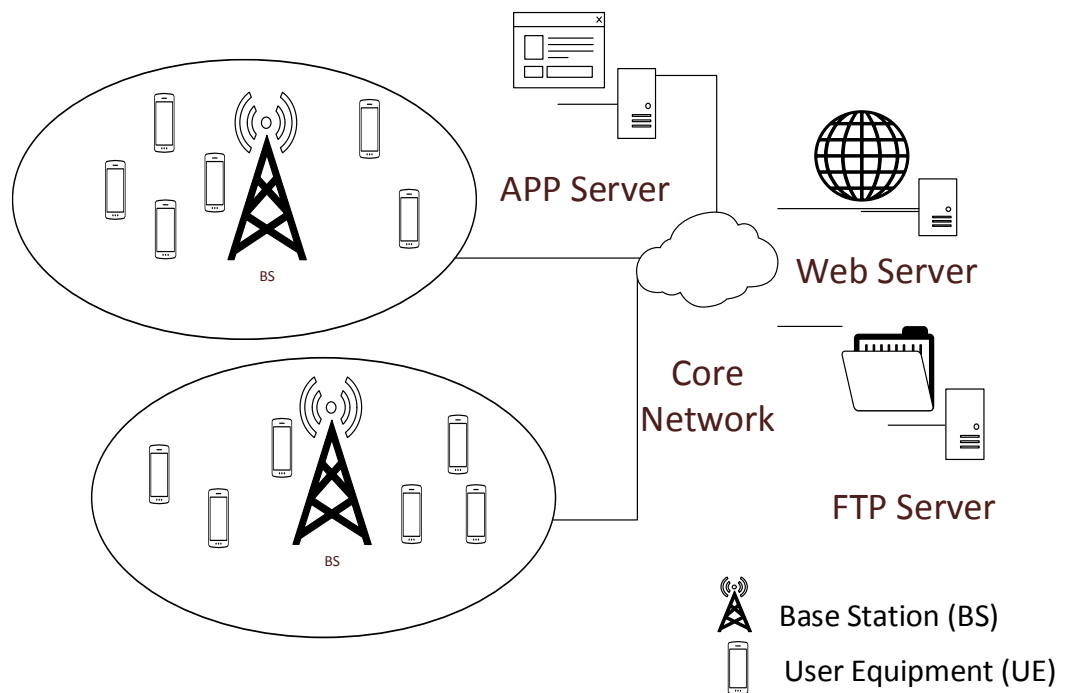 APP Server
BS
Web Server
Core
Network
FTP Server
BS
Base Station (BS)
User Equipment (UE)